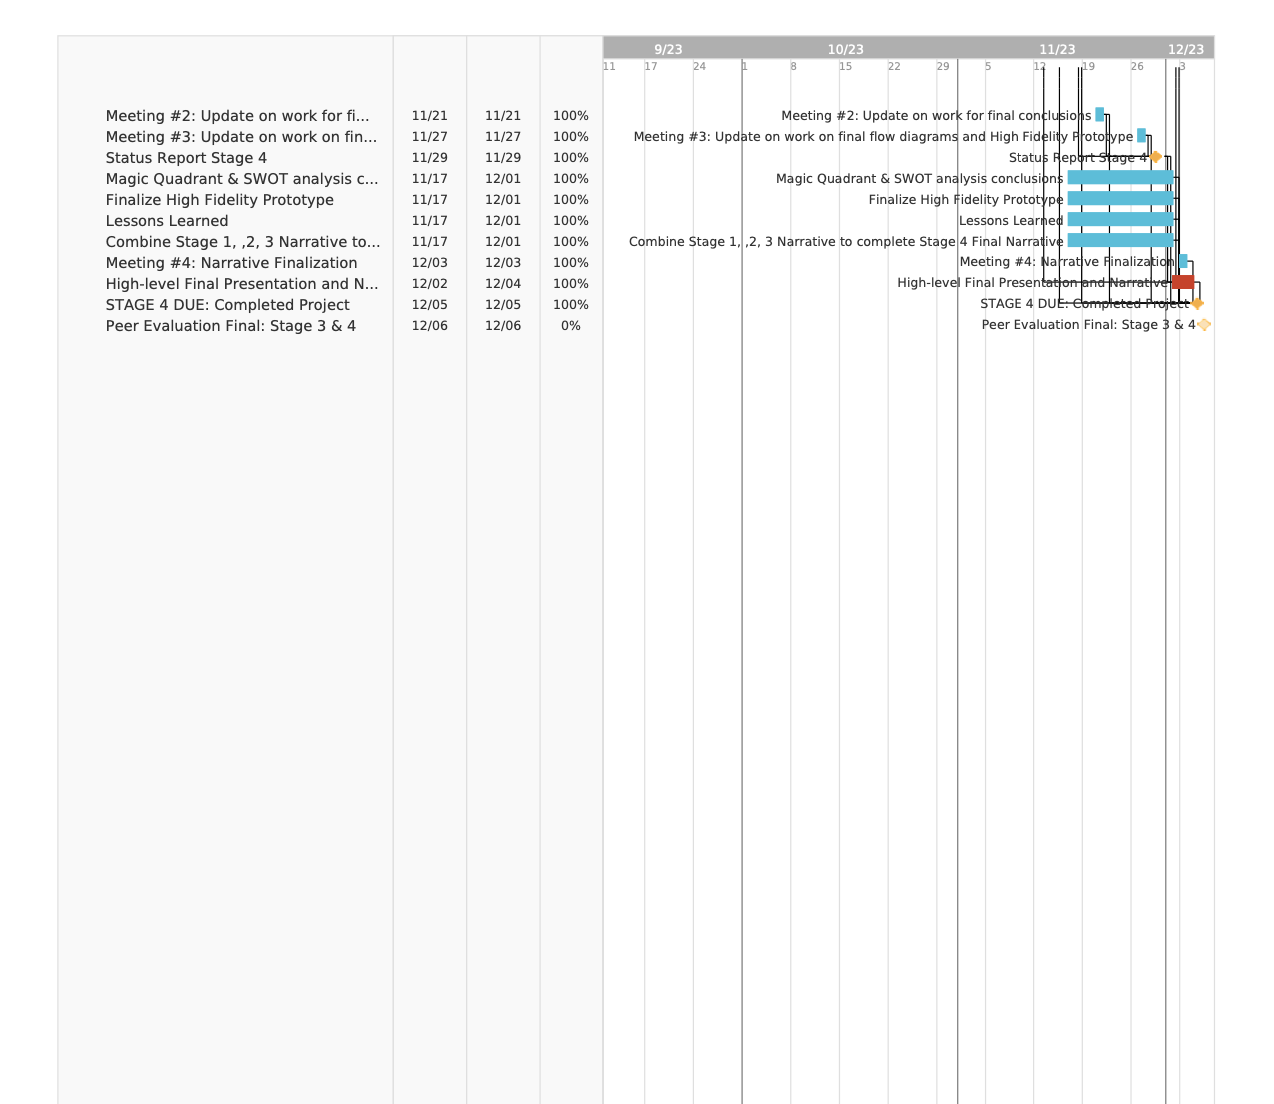 9/23 10/23 11/23 12/23
11 17 24 1 8 15 22 29 5 12 19 26 3
Meeting #2: Update on work for fi... 11/21 11/21 100% Meeting #2: Update on work for final conclusions
Meeting #3: Update on work on fin... 11/27 11/27 100% Meeting #3: Update on work on final flow diagrams and High Fidelity Prototype
Status Report Stage 4 11/29 11/29 100% Status Report Stage 4
Magic Quadrant & SWOT analysis c... 11/17 12/01 100% Magic Quadrant & SWOT analysis conclusions
Finalize High Fidelity Prototype 11/17 12/01 100% Finalize High Fidelity Prototype
Lessons Learned 11/17 12/01 100% Lessons Learned
Combine Stage 1, ,2, 3 Narrative to... 11/17 12/01 100% Combine Stage 1, ,2, 3 Narrative to complete Stage 4 Final Narrative
Meeting #4: Narrative Finalization 12/03 12/03 100% Meeting #4: Narrative Finalization
High-level Final Presentation and N... 12/02 12/04 100% High-level Final Presentation and Narrative
STAGE 4 DUE: Completed Project 12/05 12/05 100% STAGE 4 DUE: Completed Project
Peer Evaluation Final: Stage 3 & 4 12/06 12/06 0% Peer Evaluation Final: Stage 3 & 4